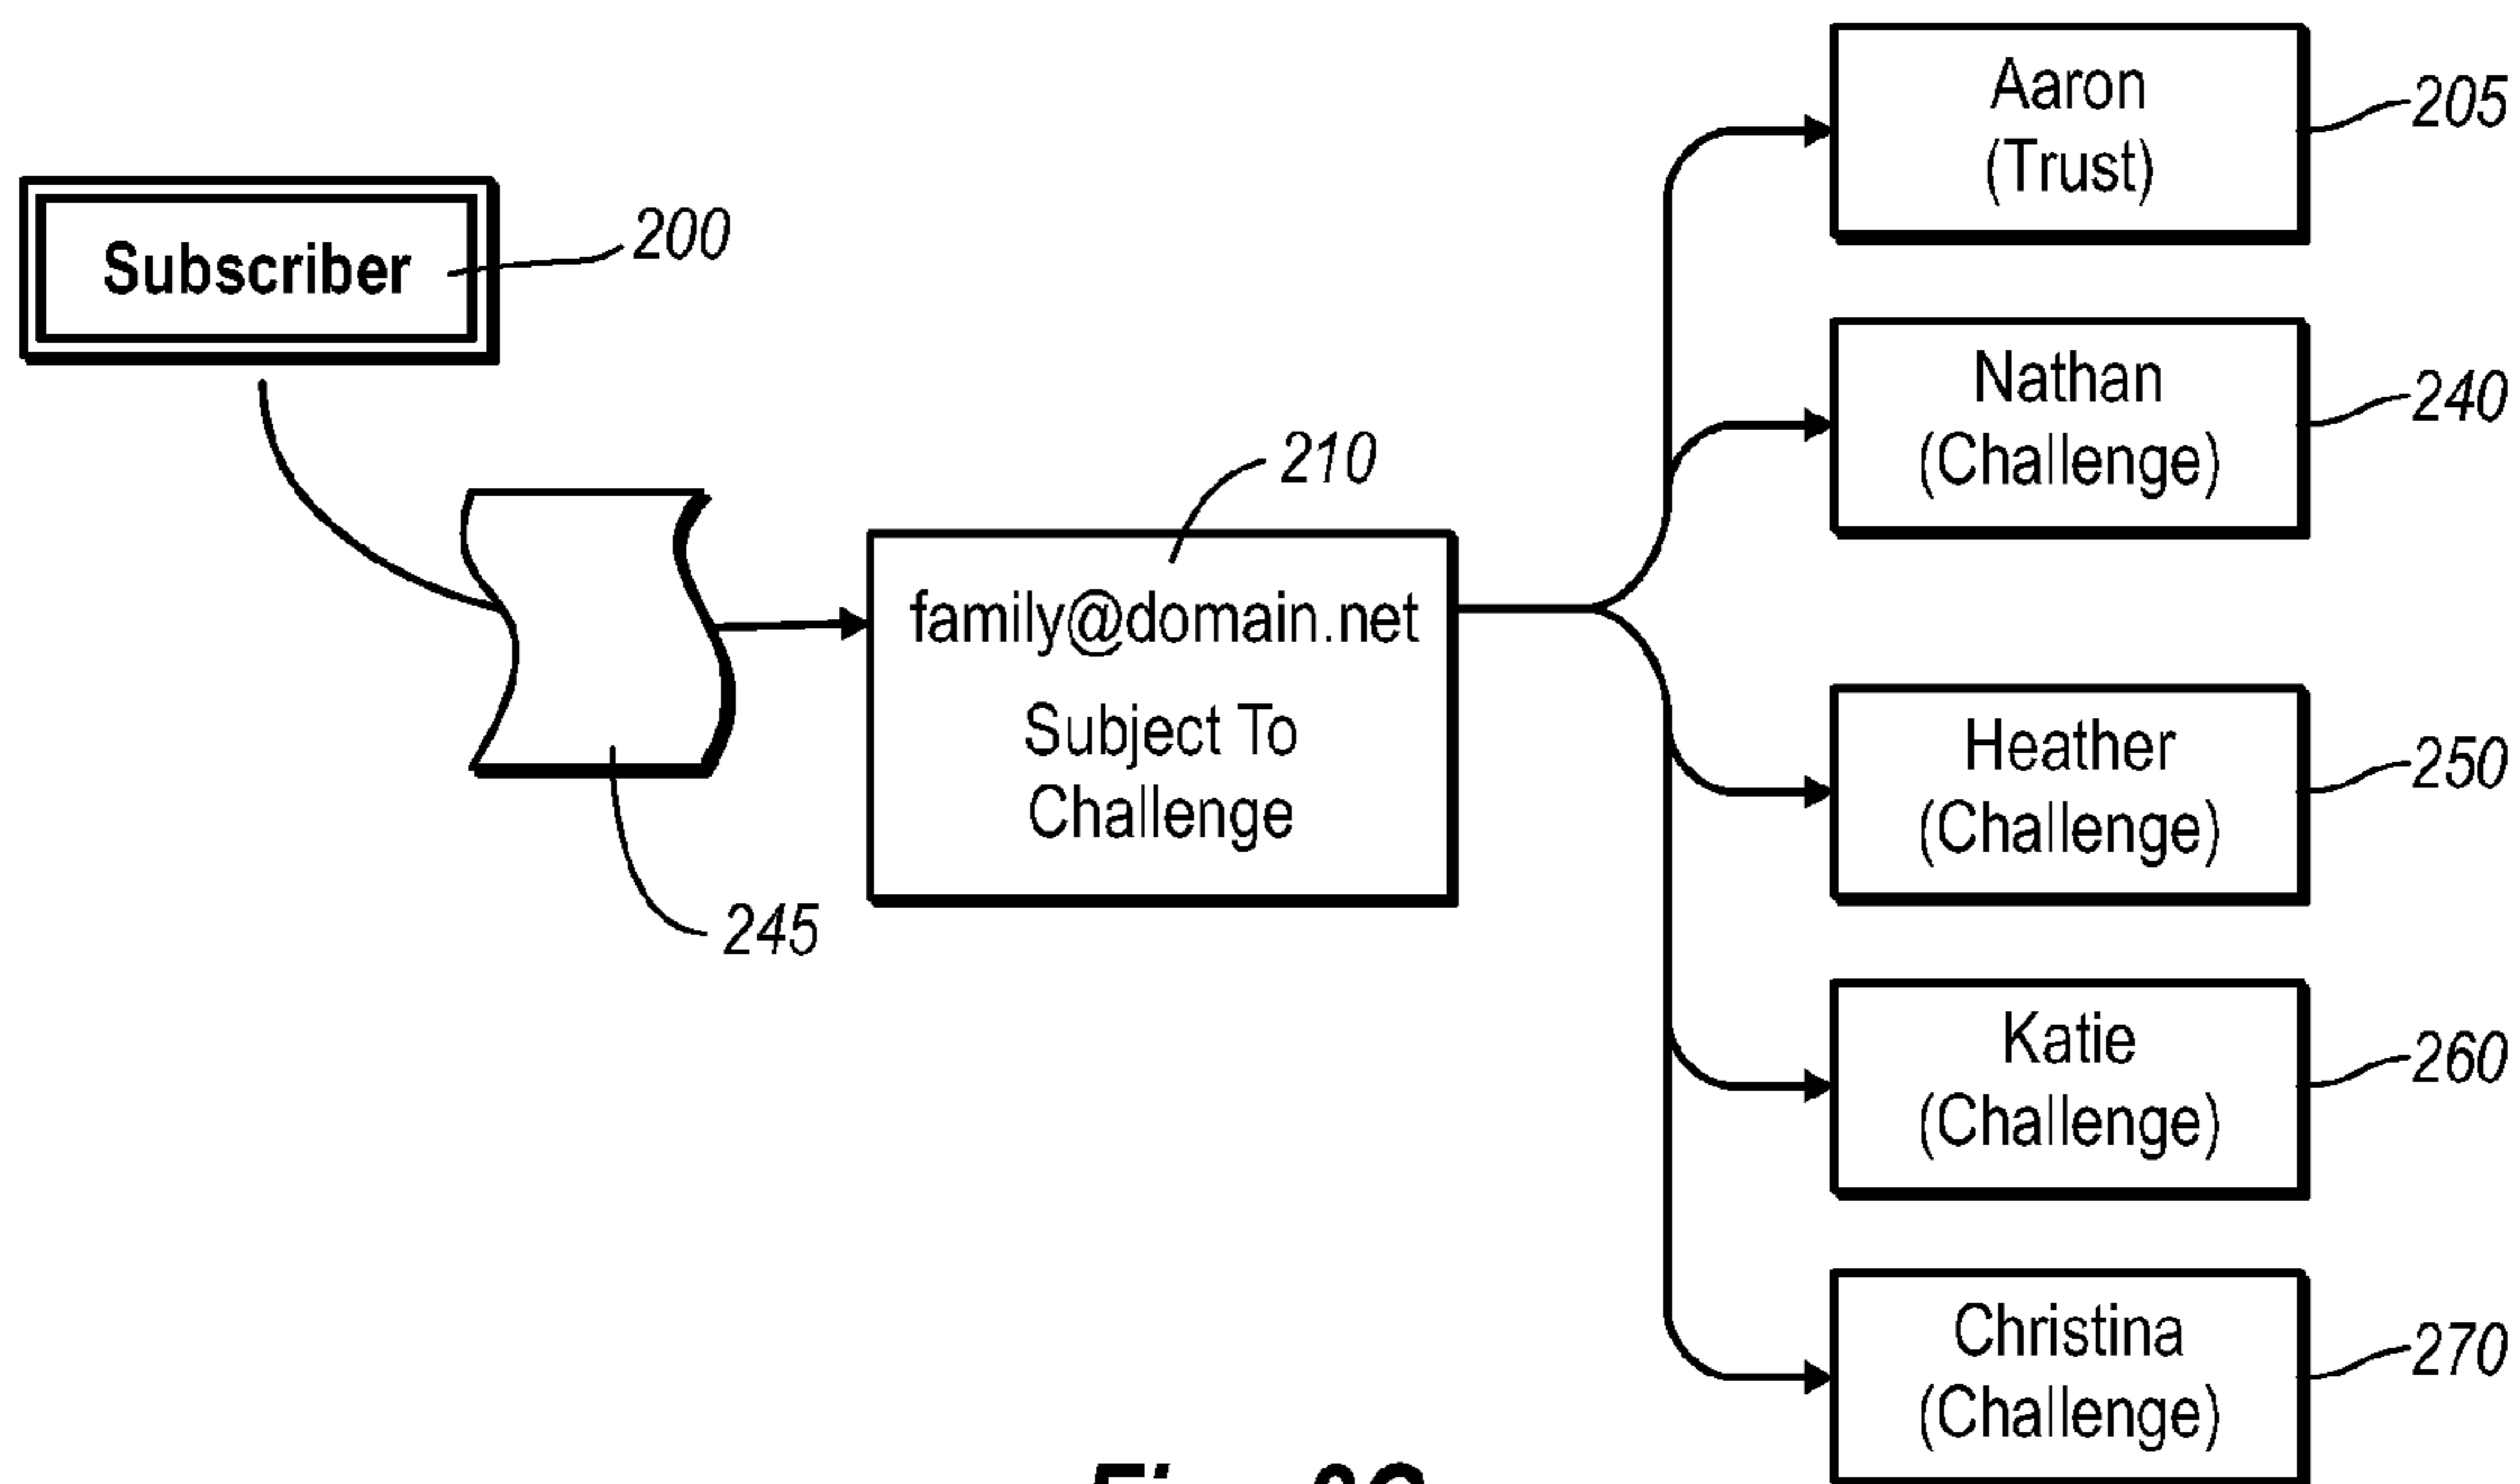 Subscriber
200
245
210
family@domain.net
Subject To
Challenge
Aaron
(Trust)
205
Nathan
(Challenge)
240
Heather
(Challenge)
250
Katie
(Challenge)
260
Christina
(Challenge)
270